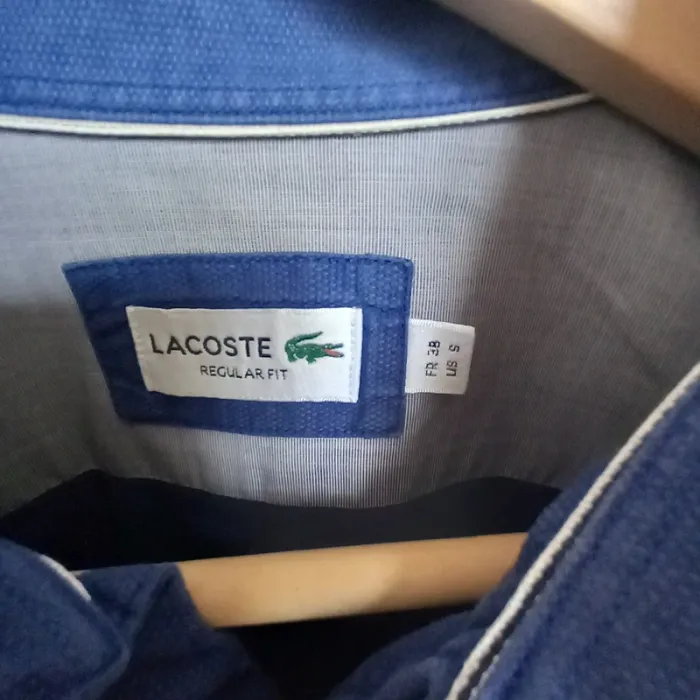 LACOSTE
REGULAR FIT
FR 38
US S